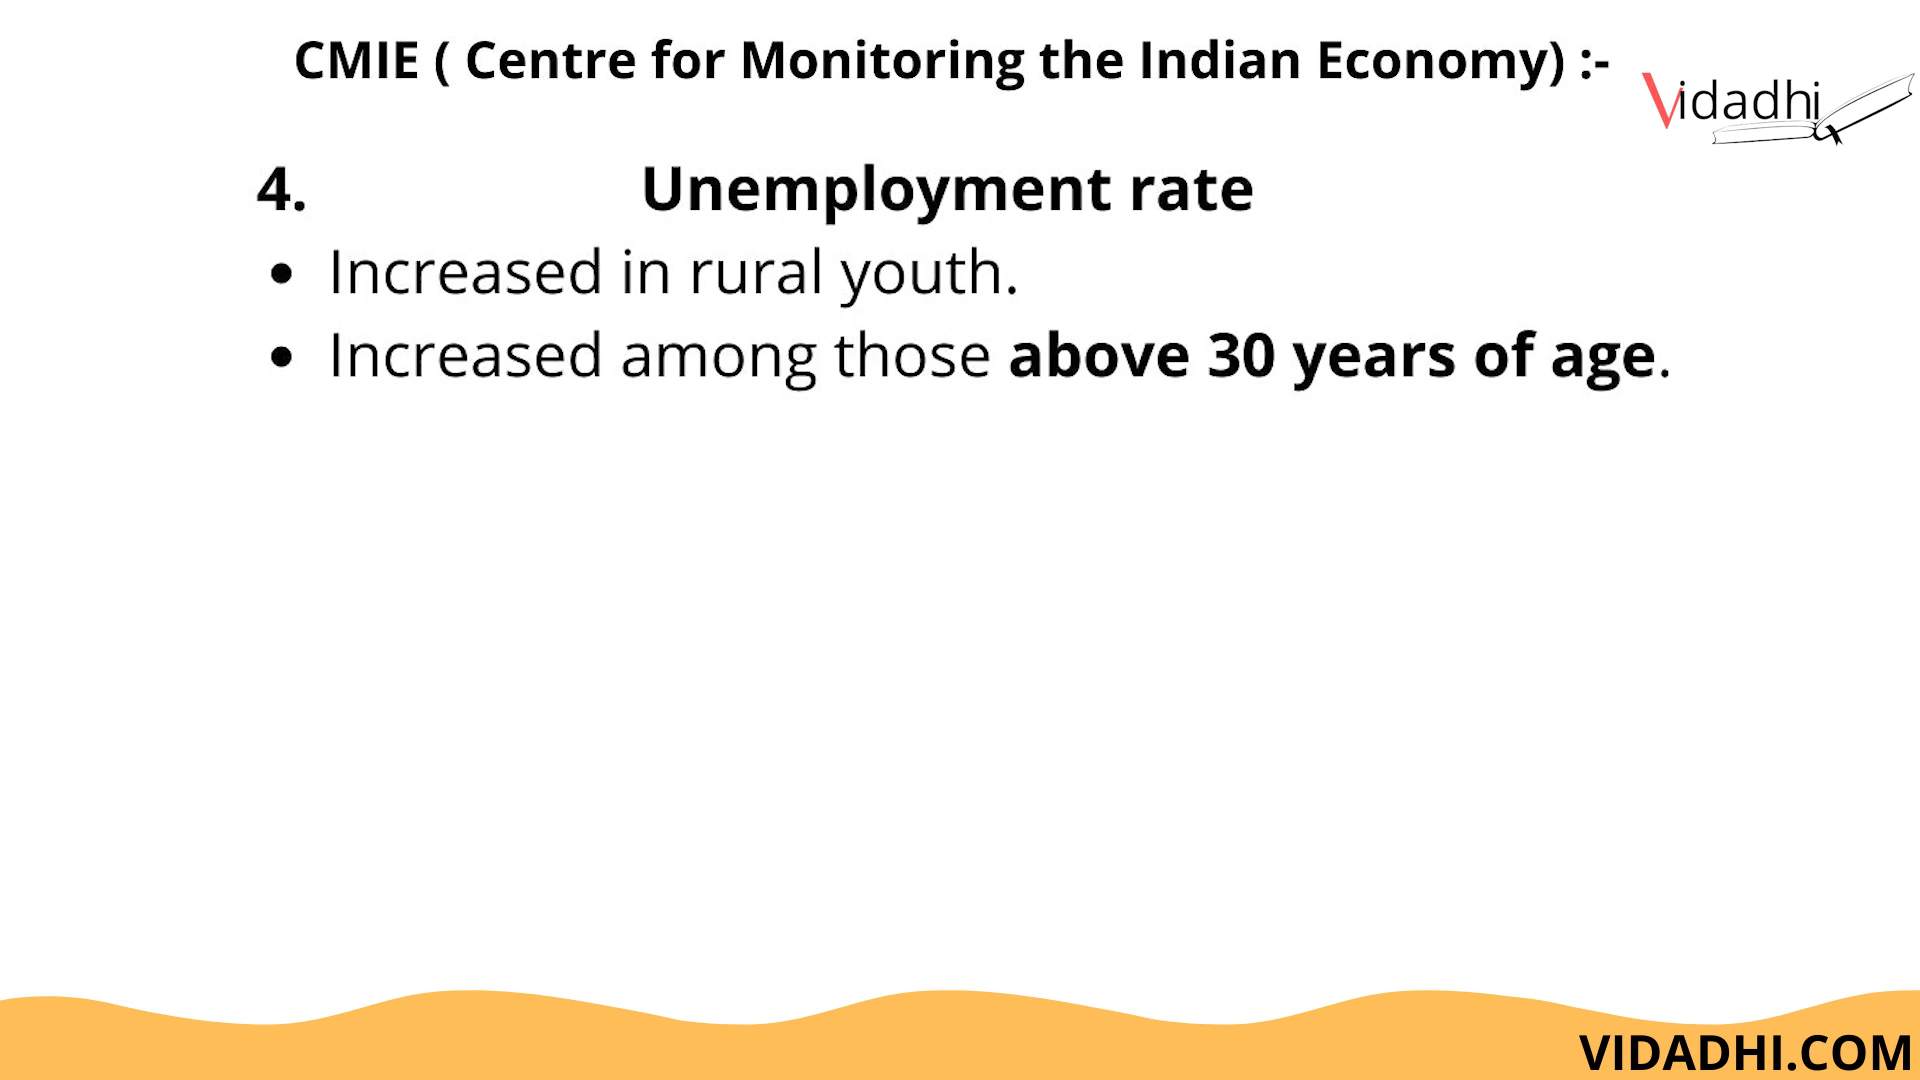 CMIE ( Centre for Monitoring the Indian Economy) :-
Vidadhi
4. Unemployment rate
• Increased in rural youth.
• Increased among those above 30 years of age.
VIDADHI.COM